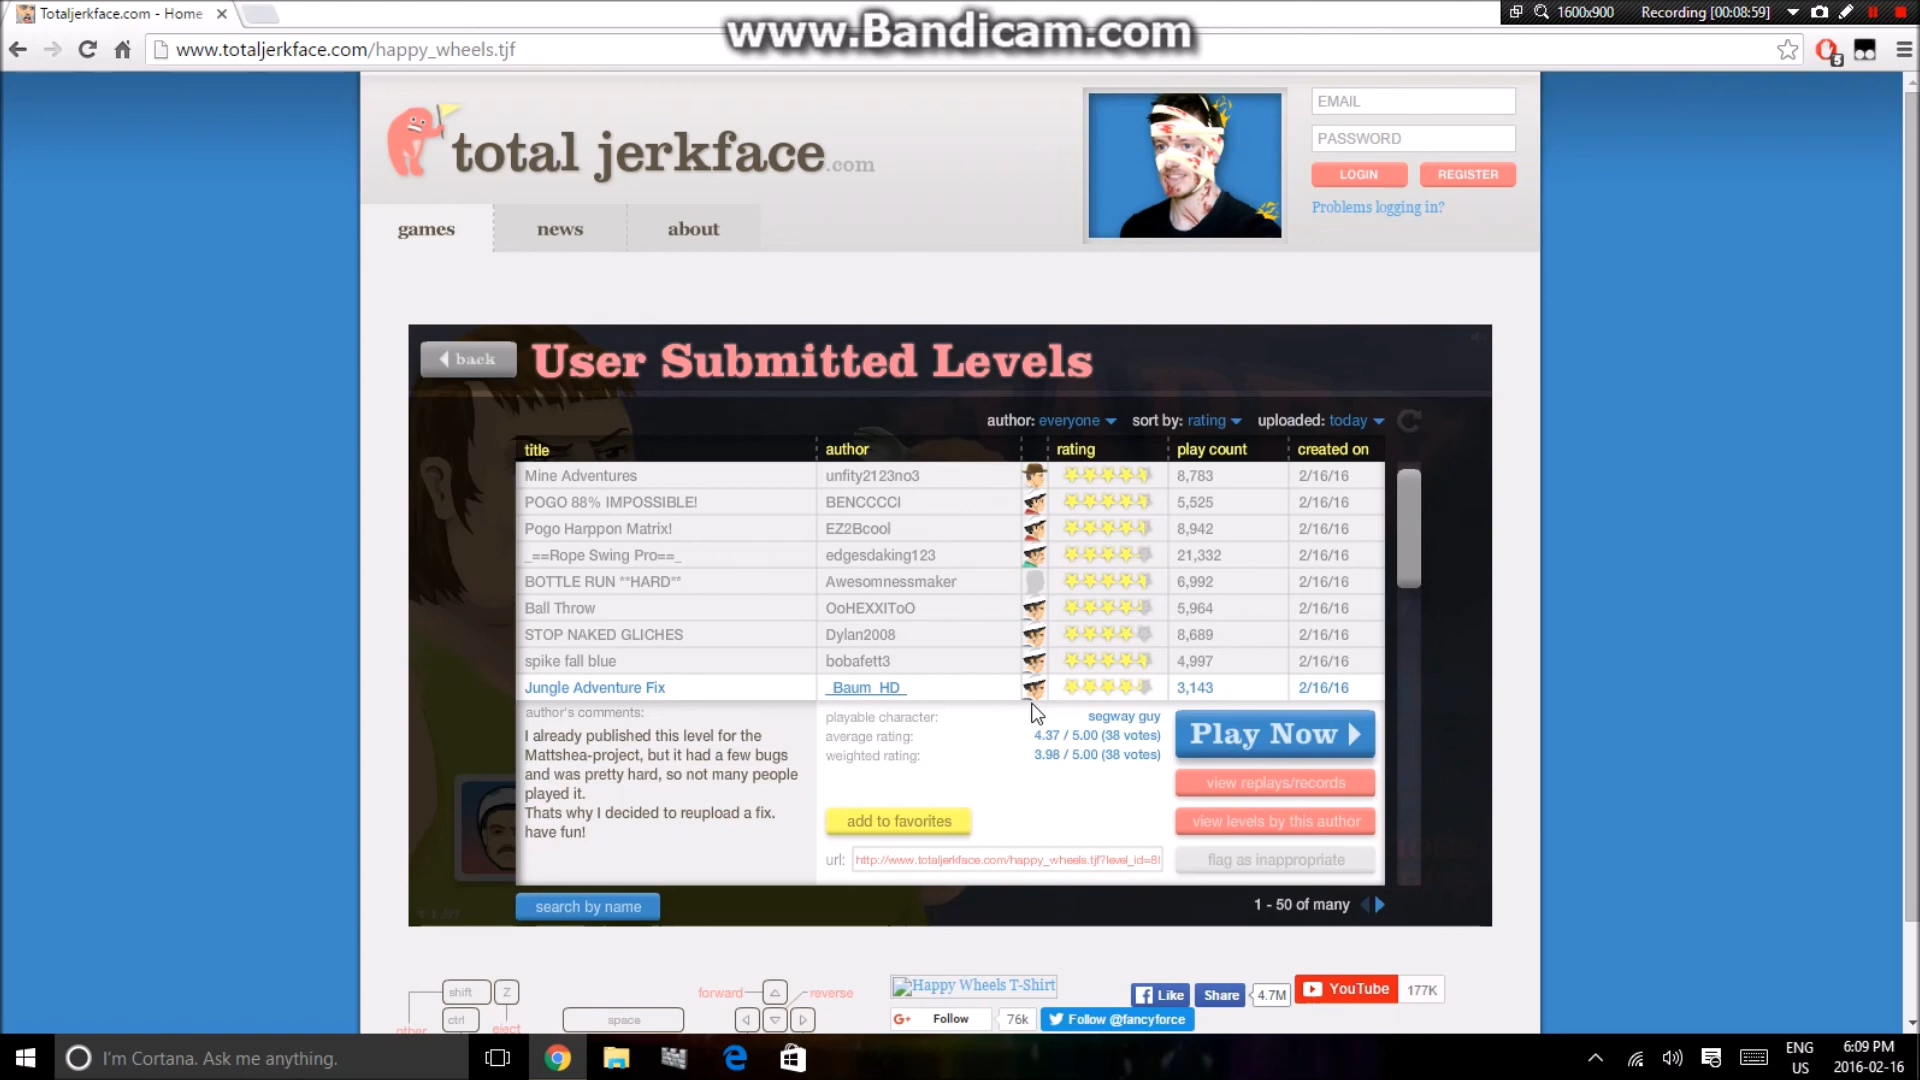 Totaljerkface.com - Home
www.Bandicam.com
1600x900
Recording [00:08:59]
www.totaljerkface.com/happy_wheels.tjf
5
total jerkface.com
EMAIL
PASSWORD
LOGIN
REGISTER
Problems logging in?
games
news
about
back
User Submitted Levels
author: everyone sort by: rating uploaded: today
title author rating play count created on
Mine Adventures unfity2123no3 8,783 2/16/16
POGO 88% IMPOSSIBLE! BENCCCCI 5,525 2/16/16
Pogo Harppon Matrix! EZ2Bcool 8,942 2/16/16
_==Rope Swing Pro==_ edgesdaking123 21,332 2/16/16
BOTTLE RUN **HARD** Awesomnessmaker 6,992 2/16/16
Ball Throw OoHEXXIToO 5,964 2/16/16
STOP NAKED GLICHES Dylan2008 8,689 2/16/16
spike fall blue bobafett3 4,997 2/16/16
Jungle Adventure Fix _Baum_HD_ 3,143 2/16/16
author's comments:
I already published this level for the
Mattshea-project, but it had a few bugs
and was pretty hard, so not many people
played it.
Thats why I decided to reupload a fix.
have fun!
playable character: segway guy
average rating: 4.37 / 5.00 (38 votes)
weighted rating: 3.98 / 5.00 (38 votes)
add to favorites
url: http://www.totaljerkface.com/happy_wheels.tjf?level_id=8
Play Now
view replays/records
view levels by this author
flag as inappropriate
search by name
1 - 50 of many
shift Z
ctrl
eject
space
forward
reverse
Happy Wheels T-Shirt
Like
Share
4.7M
YouTube
177K
G+ Follow
76k
Follow @fancyforce
I'm Cortana. Ask me anything.
ENG
US
6:09 PM
2016-02-16